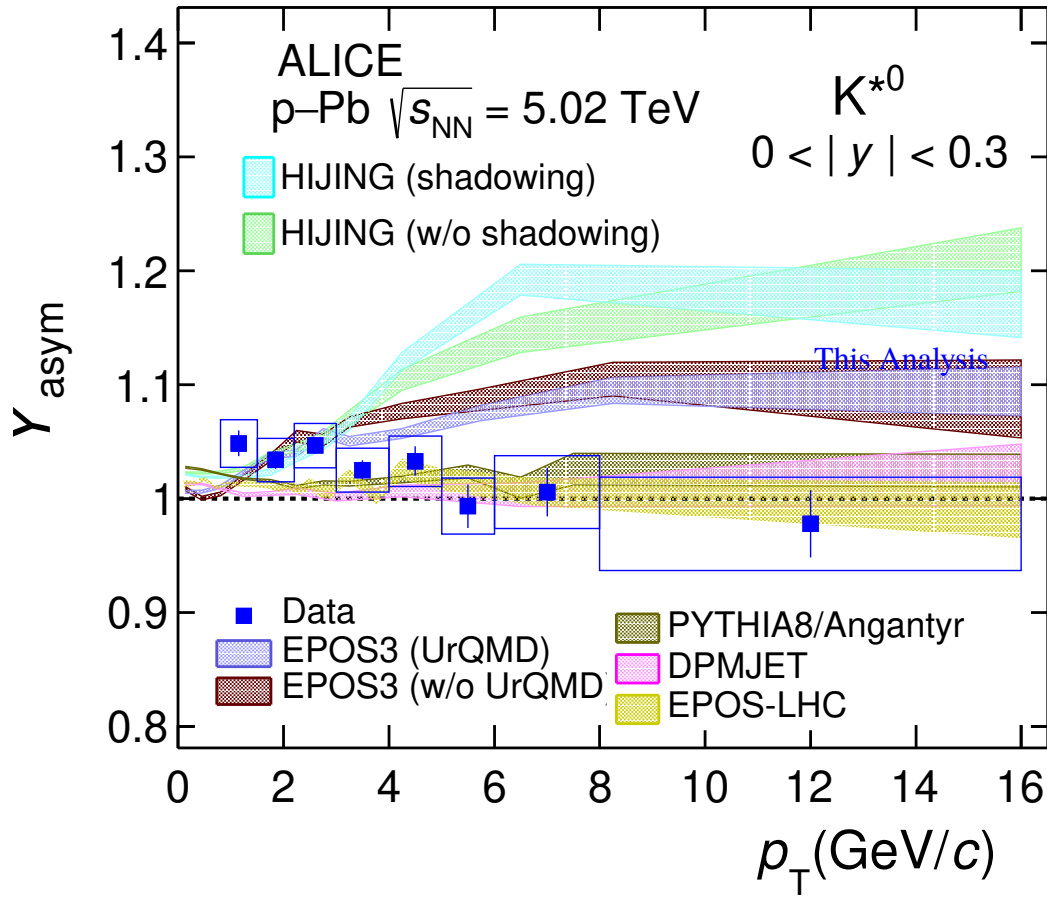 ALICE
p–Pb √sNN = 5.02 TeV
K*0
0 < | y | < 0.3
HIJING (shadowing)
HIJING (w/o shadowing)
This Analysis
Data
EPOS3 (UrQMD)
EPOS3 (w/o UrQMD)
PYTHIA8/Angantyr
DPMJET
EPOS-LHC
Yasym
1.4
1.3
1.2
1.1
1
0.9
0.8
0 2 4 6 8 10 12 14 16
pT(GeV/c)